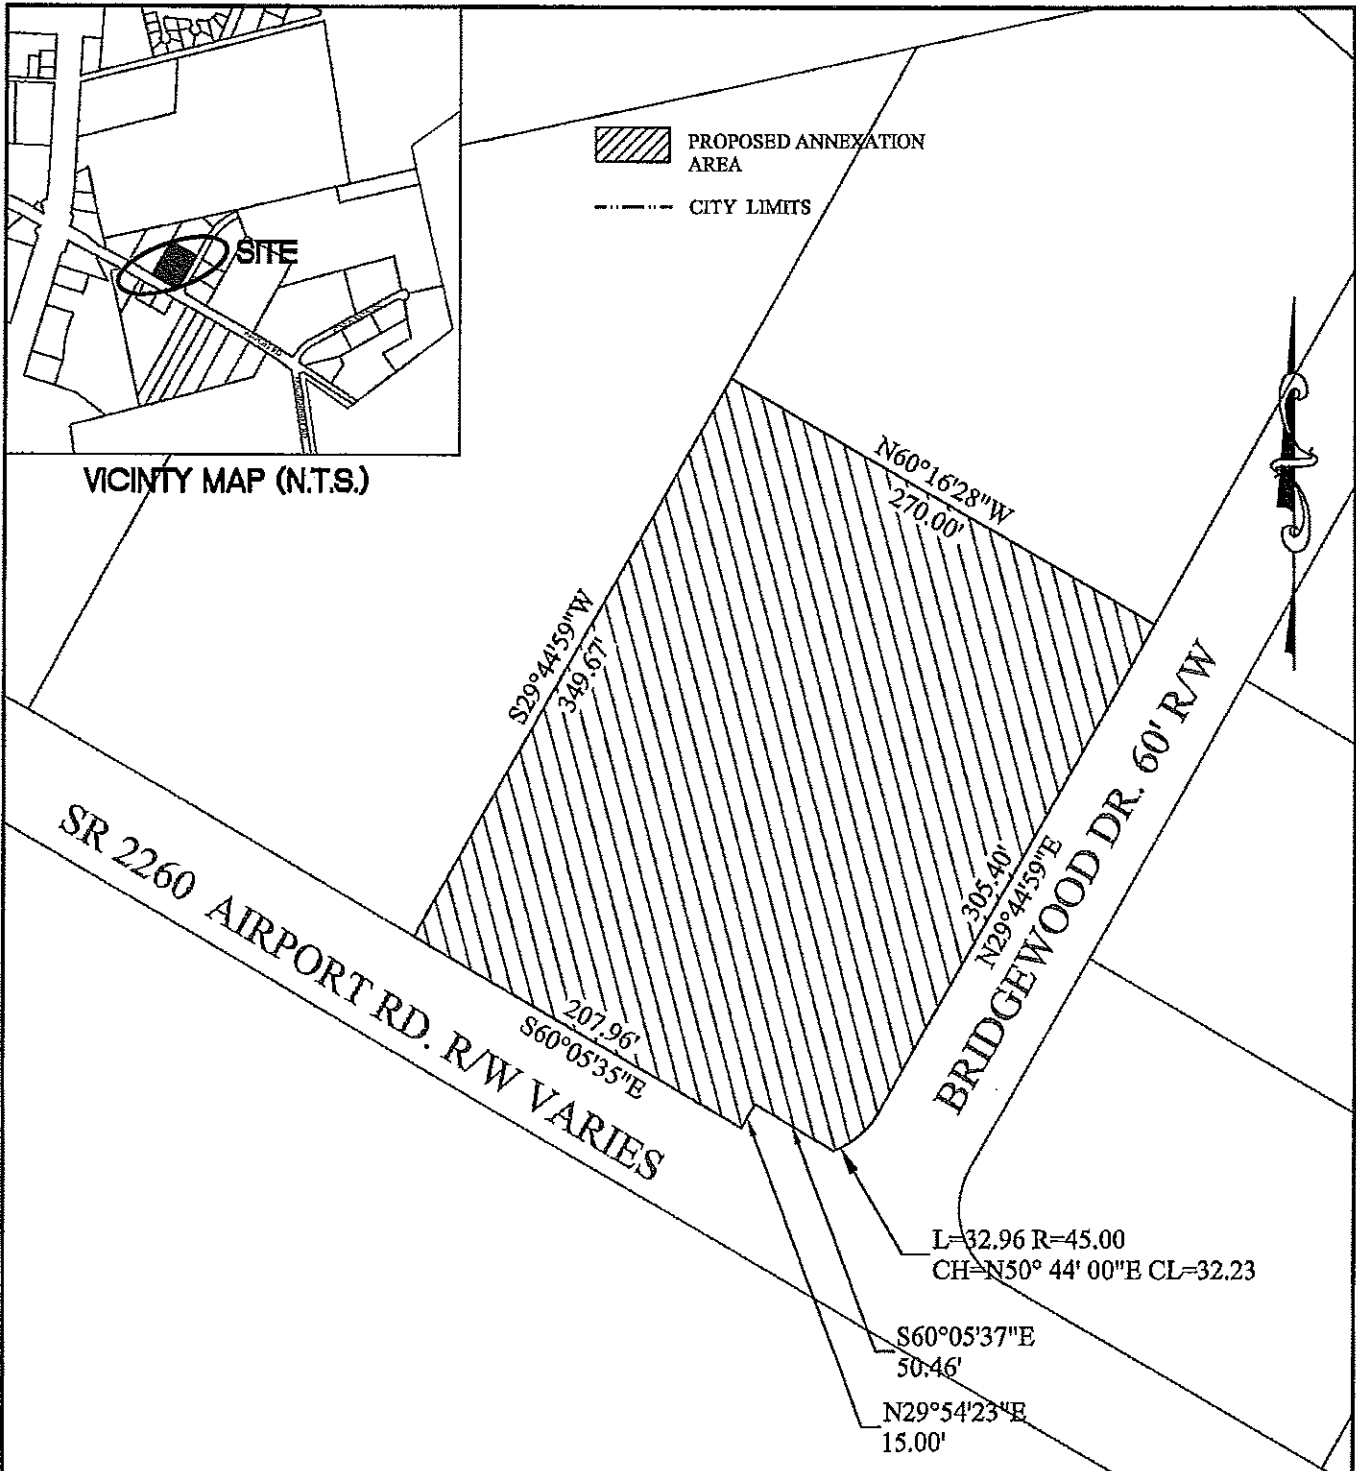 SITE
VICINTY MAP (N.T.S.)
PROPOSED ANNEXATION
AREA
CITY LIMITS
N60°16'28"W
270.00'
S29°44'59"W
349.67'
305.40'
N29°44'59"E
BRIDGEWOOD DR. 60' R/W
SR 2260 AIRPORT RD. R/W VARIES
207.96'
S60°05'35"E
L=32.96 R=45.00
CH=N50° 44' 00"E CL=32.23
S60°05'37"E
50.46'
N29°54'23"E
15.00'